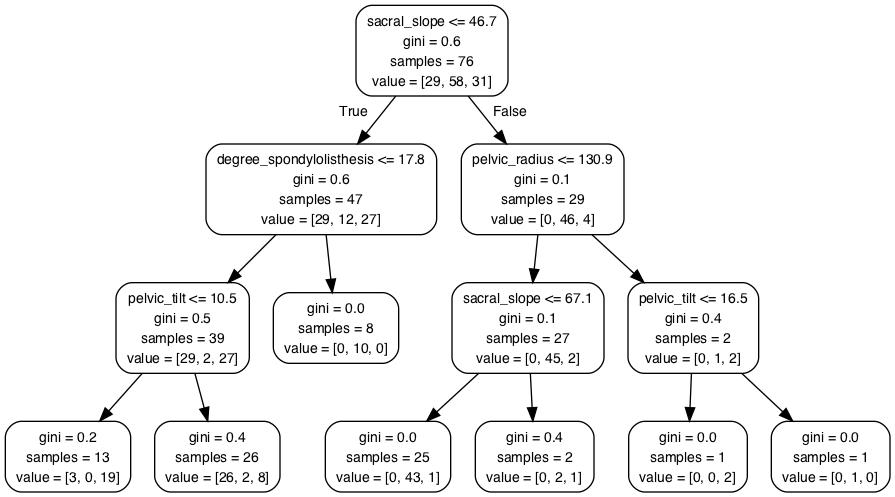 sacral_slope <= 46.7
gini = 0.6
samples = 76
value = [29, 58, 31]
True
False
degree_spondylolisthesis <= 17.8
gini = 0.6
samples = 47
value = [29, 12, 27]
pelvic_radius <= 130.9
gini = 0.1
samples = 29
value = [0, 46, 4]
pelvic_tilt <= 10.5
gini = 0.5
samples = 39
value = [29, 2, 27]
gini = 0.0
samples = 8
value = [0, 10, 0]
sacral_slope <= 67.1
gini = 0.1
samples = 27
value = [0, 45, 2]
pelvic_tilt <= 16.5
gini = 0.4
samples = 2
value = [0, 1, 2]
gini = 0.2
samples = 13
value = [3, 0, 19]
gini = 0.4
samples = 26
value = [26, 2, 8]
gini = 0.0
samples = 25
value = [0, 43, 1]
gini = 0.4
samples = 2
value = [0, 2, 1]
gini = 0.0
samples = 1
value = [0, 0, 2]
gini = 0.0
samples = 1
value = [0, 1, 0]